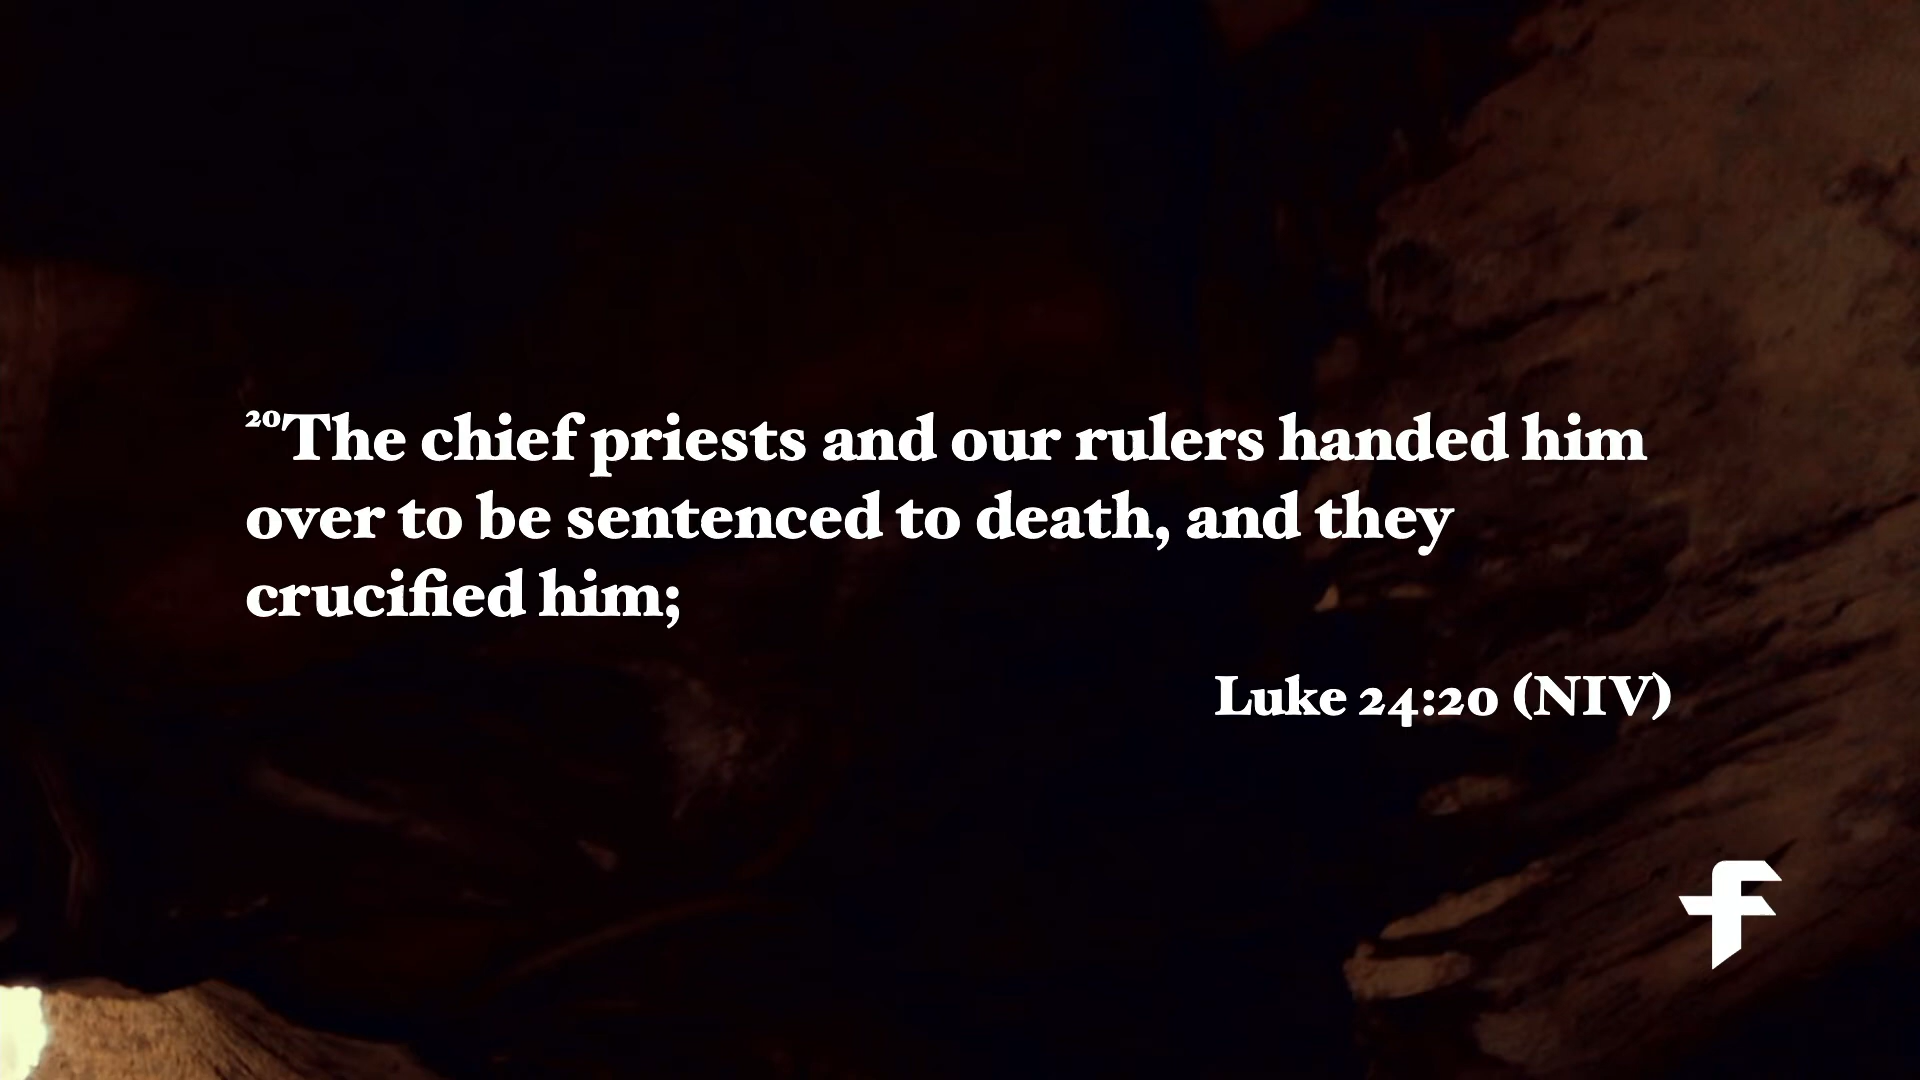 ²⁰The chief priests and our rulers handed him
over to be sentenced to death, and they
crucified him;
Luke 24:20 (NIV)